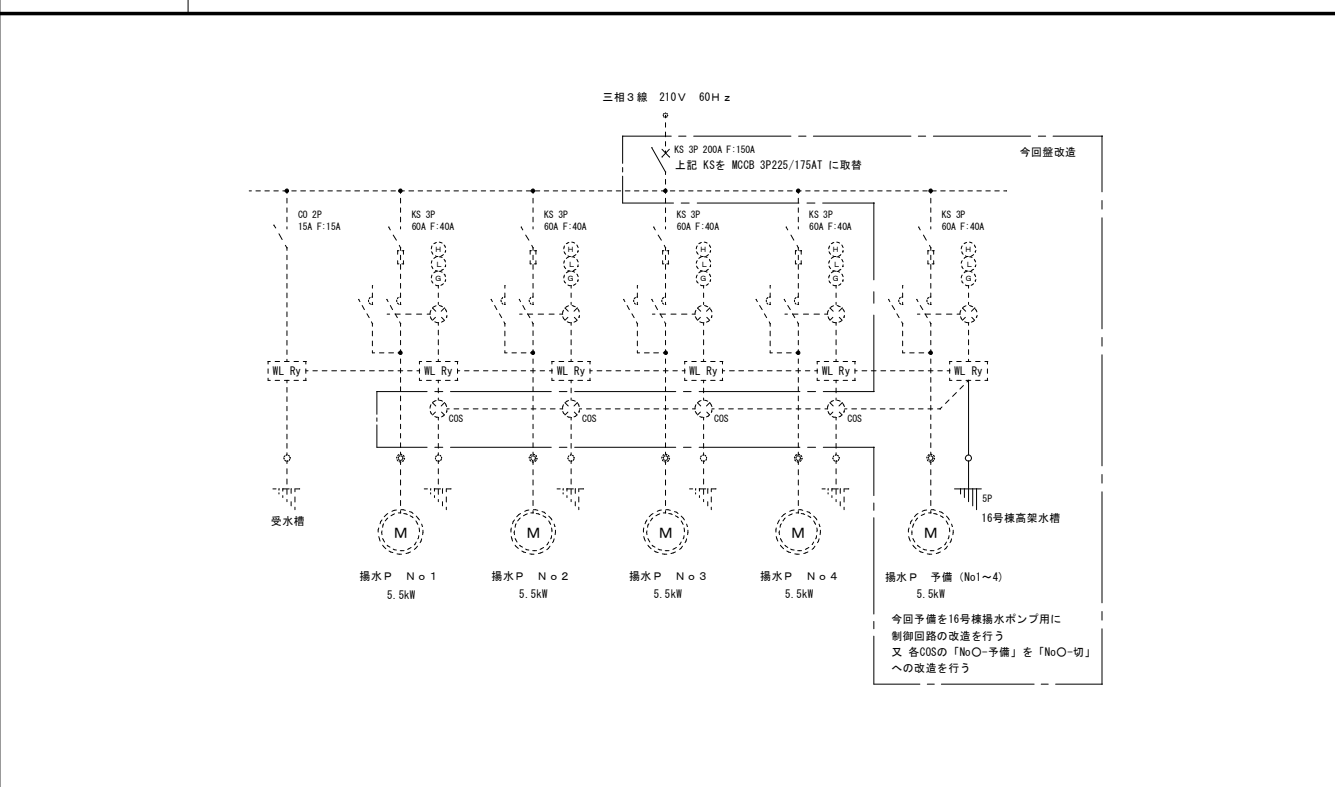 三相３線　210Ｖ　60Ｈｚ
KS 3P 200A F:150A
上記 KSを MCCB 3P225/175AT に取替
今回盤改造
CO 2P
15A F:15A
KS 3P
60A F:40A
KS 3P
60A F:40A
KS 3P
60A F:40A
KS 3P
60A F:40A
KS 3P
60A F:40A
H
L
G
H
L
G
H
L
G
H
L
G
H
L
G
WL Ry
WL Ry
WL Ry
WL Ry
WL Ry
WL Ry
COS
COS
COS
COS
受水槽
5P
16号棟高架水槽
M
M
M
M
M
揚水Ｐ　Ｎｏ１
5.5kW
揚水Ｐ　Ｎｏ２
5.5kW
揚水Ｐ　Ｎｏ３
5.5kW
揚水Ｐ　Ｎｏ４
5.5kW
揚水Ｐ　予備 (No1～4)
5.5kW
今回予備を16号棟揚水ポンプ用に
制御回路の改造を行う
又 各COSの「No〇-予備」を「No〇-切」
への改造を行う